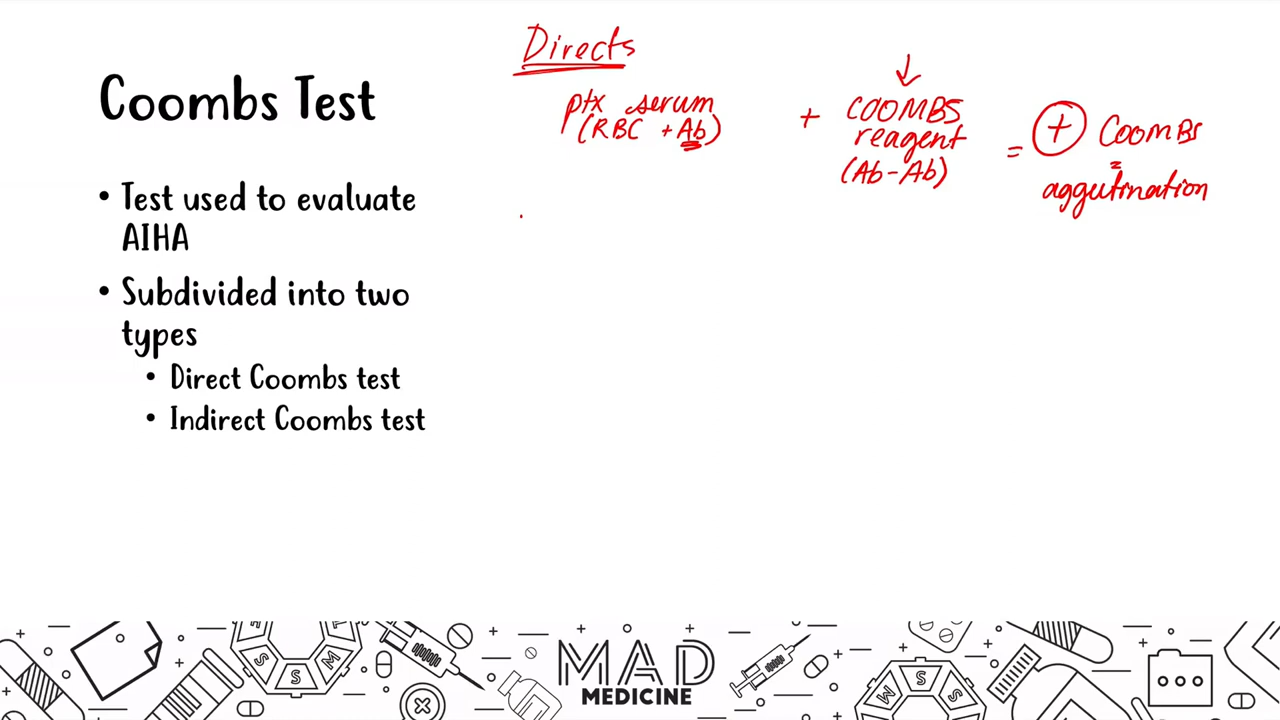 Coombs Test
• Test used to evaluate
AIHA
• Subdivided into two
types
• Direct Coombs test
• Indirect Coombs test
Directs
ptx serum
(RBC + Ab)
+
COOMBS
reagent
(Ab-Ab)
=
+ COOMBS
=
aggutination
MAD
MEDICINE
S
S
M
M
S
S